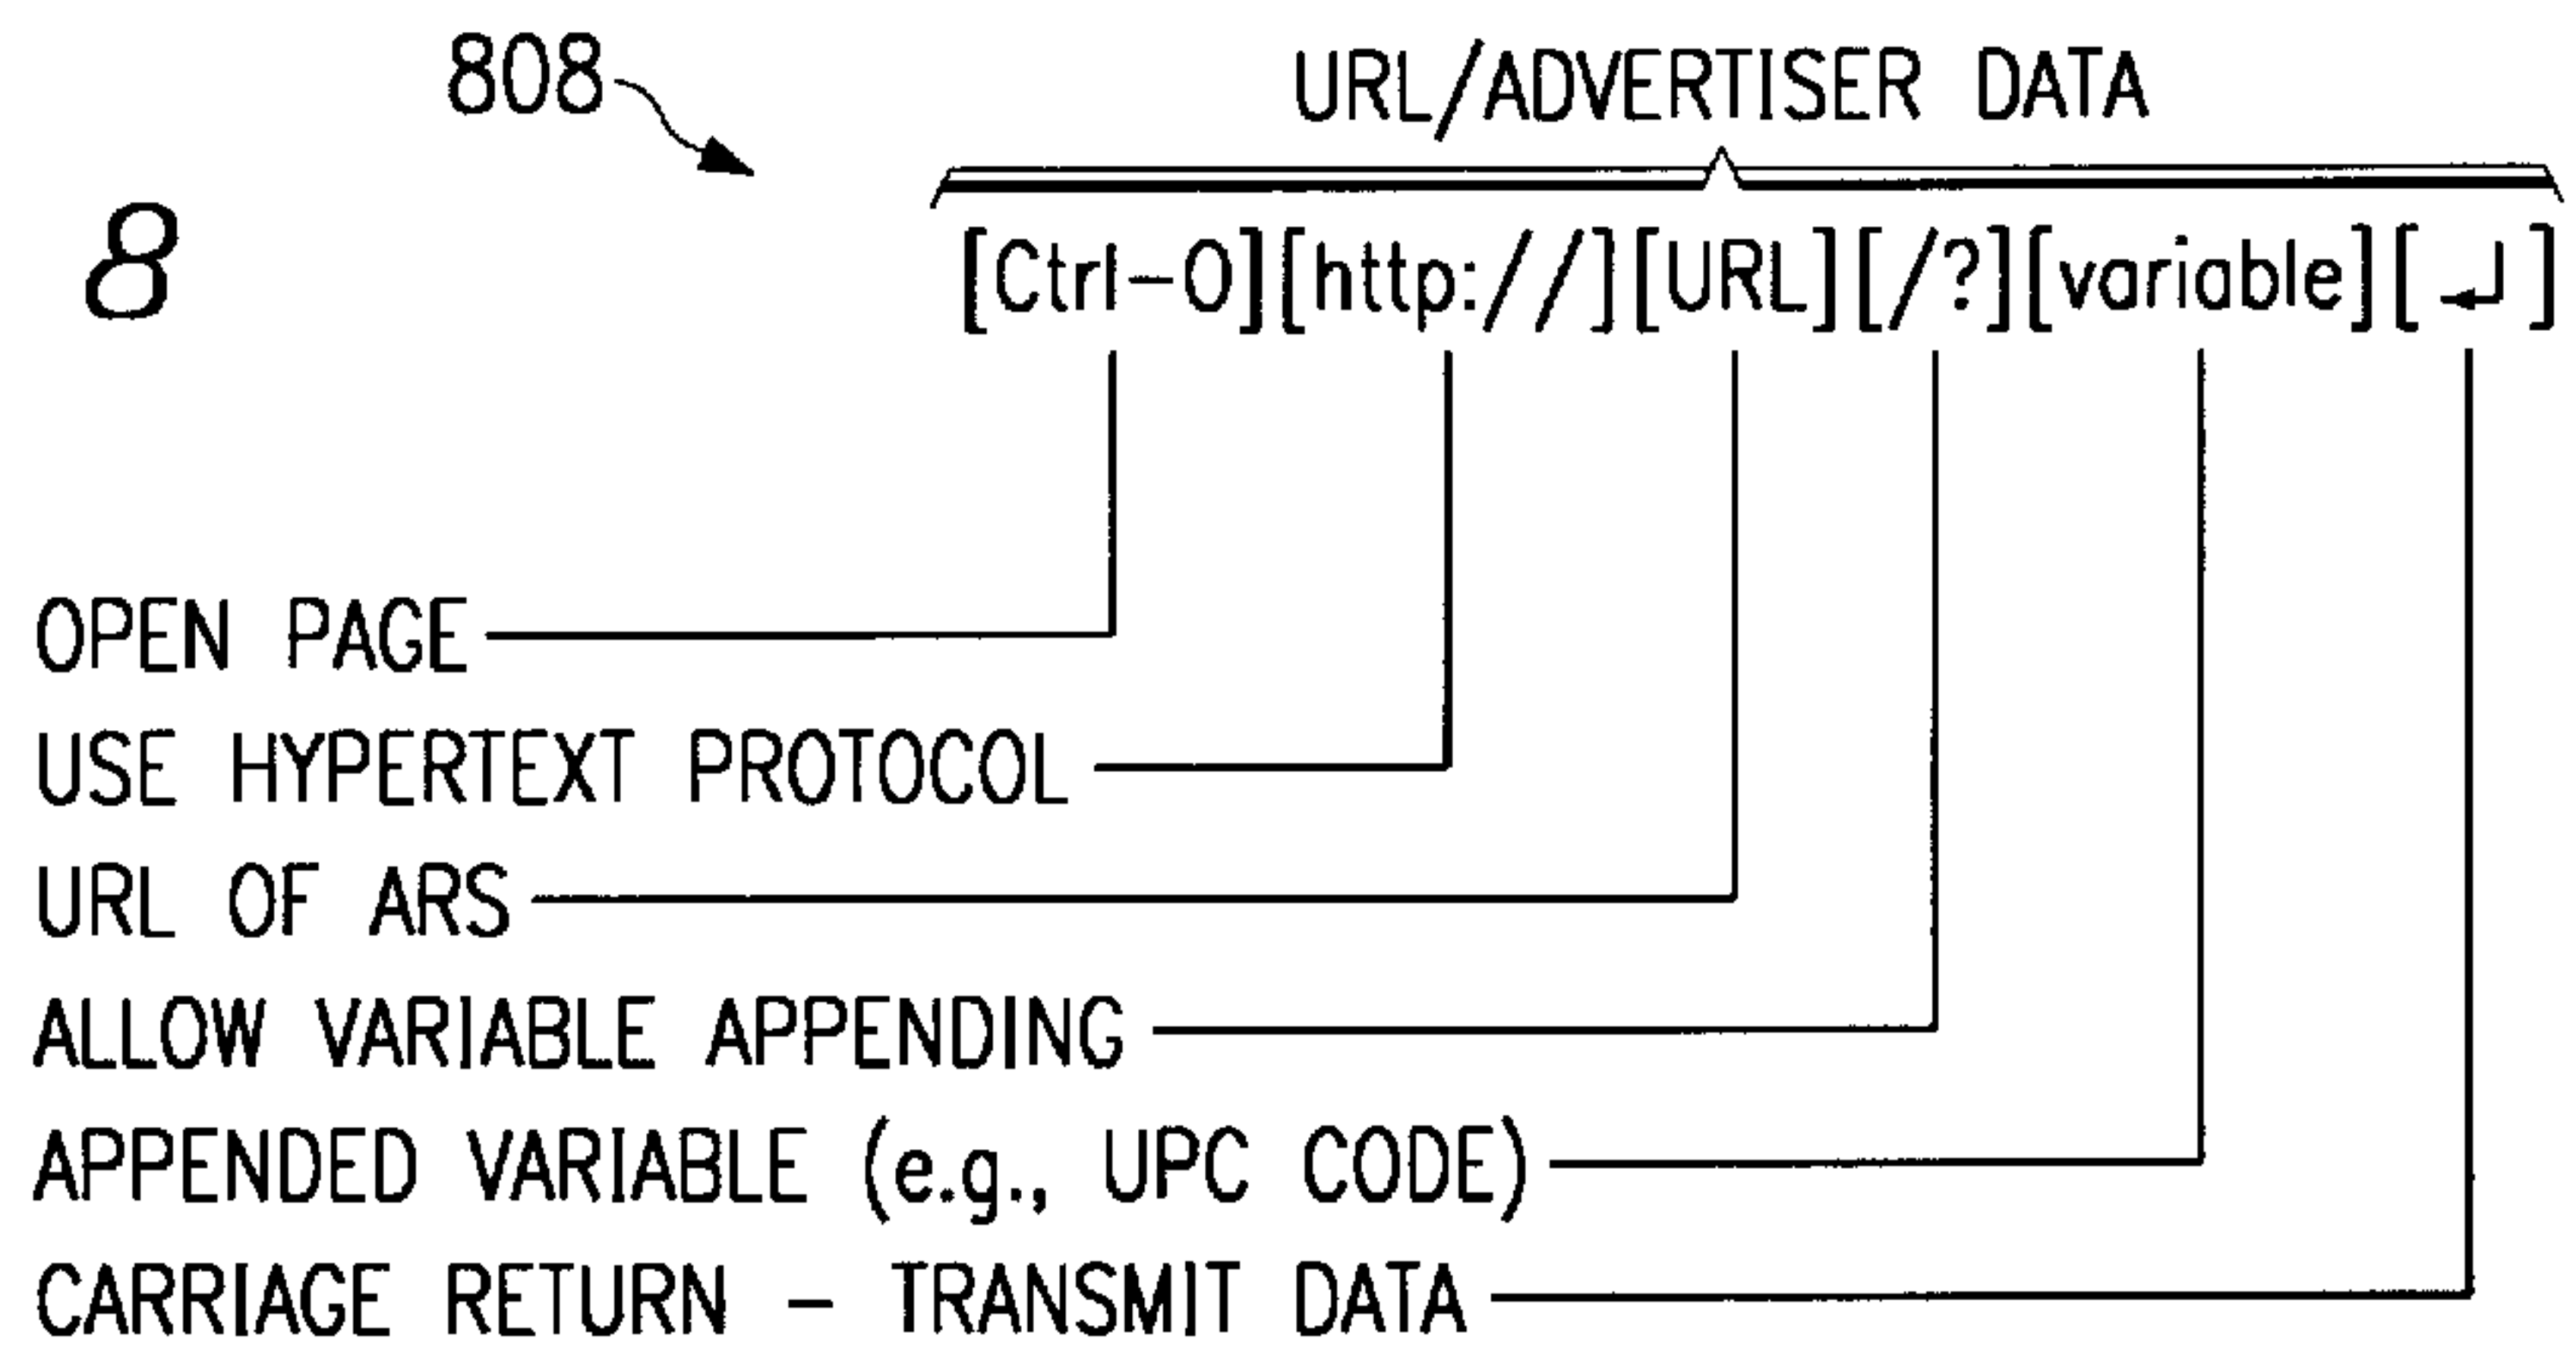 808
URL/ADVERTISER DATA
8
[Ctrl-O][http://][URL][/?][variable][↲]
OPEN PAGE
USE HYPERTEXT PROTOCOL
URL OF ARS
ALLOW VARIABLE APPENDING
APPENDED VARIABLE (e.g., UPC CODE)
CARRIAGE RETURN - TRANSMIT DATA